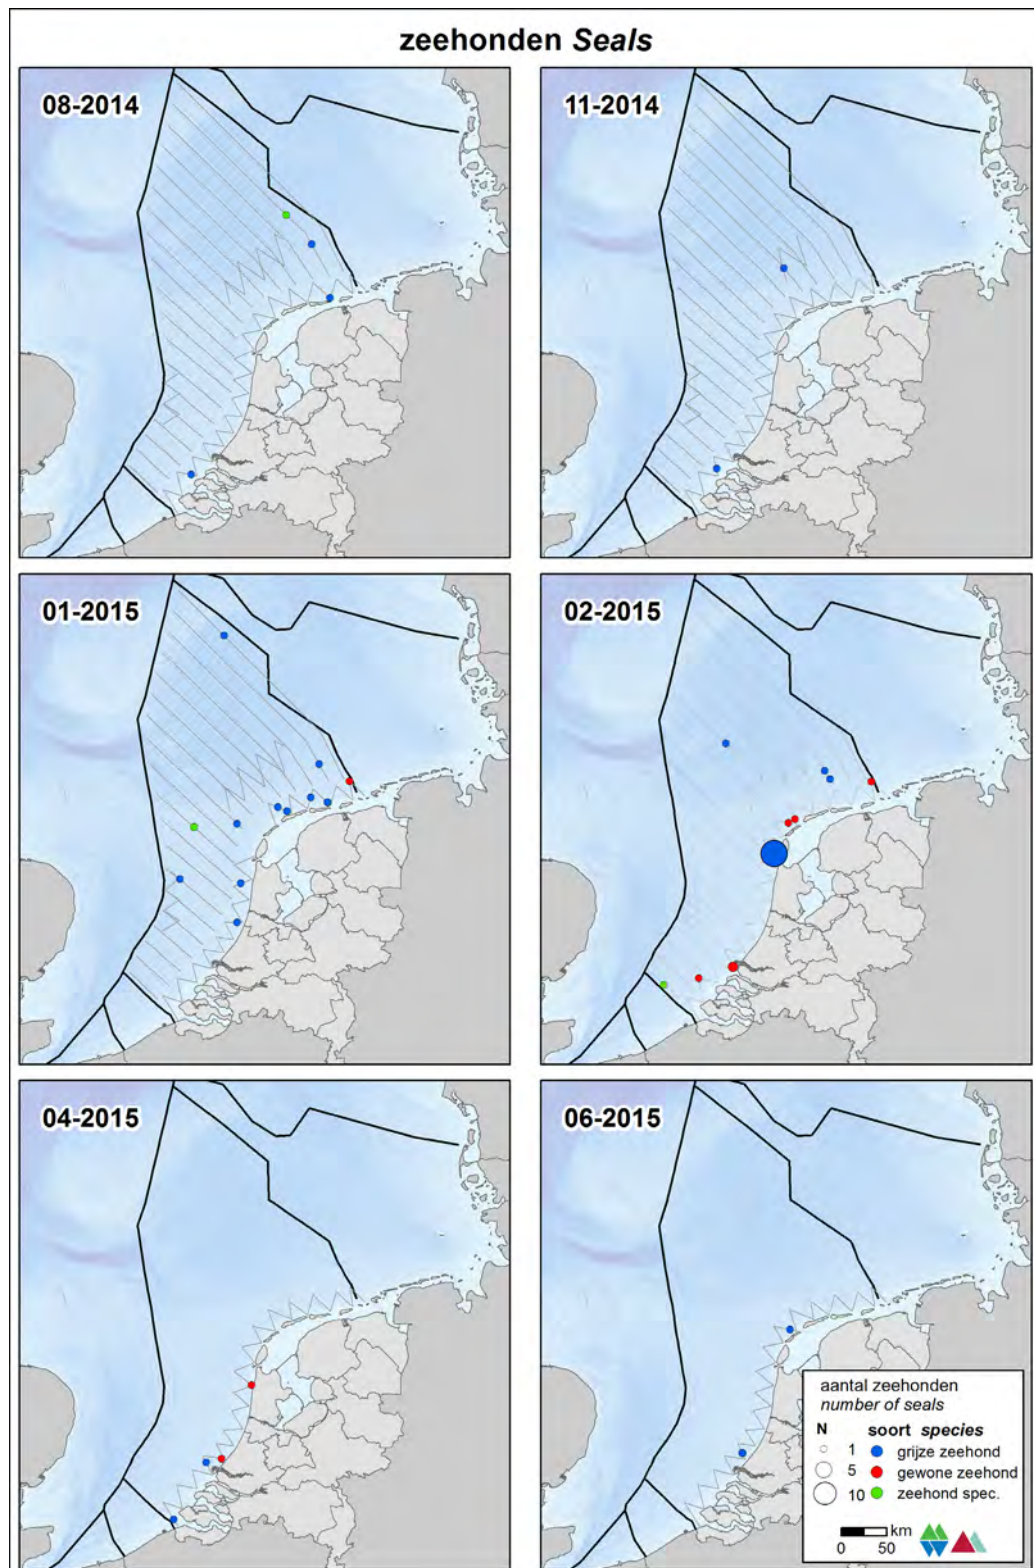 zeehonden Seals
08-2014
11-2014
01-2015
02-2015
04-2015
06-2015
aantal zeehonden
number of seals
N soort species
1 grijze zeehond
5 gewone zeehond
10 zeehond spec.
km
0 50